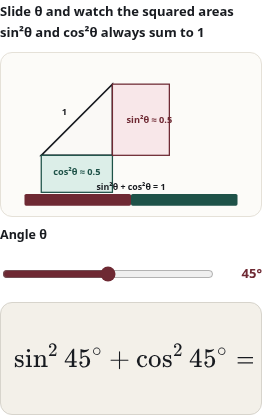 Slide θ and watch the squared areas
sin²θ and cos²θ always sum to 1
1
sin²θ ≈ 0.5
cos²θ ≈ 0.5
sin²θ + cos²θ = 1
Angle θ
45°
sin² 45° + cos² 45° =